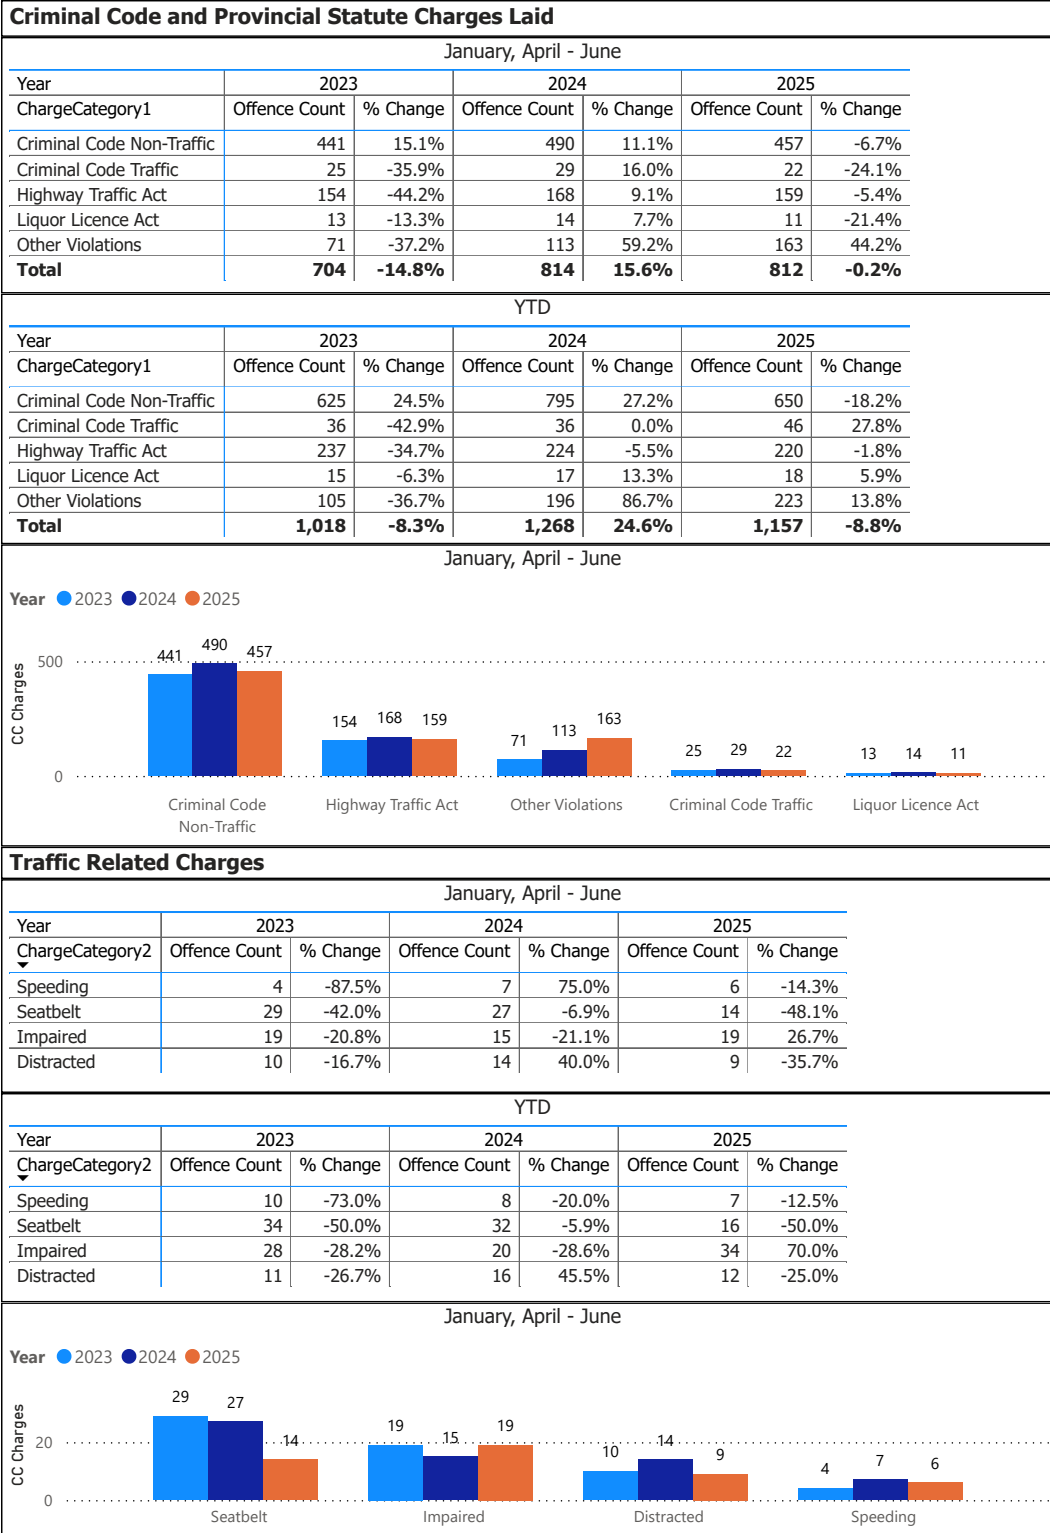 Criminal Code and Provincial Statute Charges Laid
January, April - June
Year 2023 2024 2025
ChargeCategory1 Offence Count % Change Offence Count % Change Offence Count % Change
Criminal Code Non-Traffic 441 15.1% 490 11.1% 457 -6.7%
Criminal Code Traffic 25 -35.9% 29 16.0% 22 -24.1%
Highway Traffic Act 154 -44.2% 168 9.1% 159 -5.4%
Liquor Licence Act 13 -13.3% 14 7.7% 11 -21.4%
Other Violations 71 -37.2% 113 59.2% 163 44.2%
Total 704 -14.8% 814 15.6% 812 -0.2%
YTD
Year 2023 2024 2025
ChargeCategory1 Offence Count % Change Offence Count % Change Offence Count % Change
Criminal Code Non-Traffic 625 24.5% 795 27.2% 650 -18.2%
Criminal Code Traffic 36 -42.9% 36 0.0% 46 27.8%
Highway Traffic Act 237 -34.7% 224 -5.5% 220 -1.8%
Liquor Licence Act 15 -6.3% 17 13.3% 18 5.9%
Other Violations 105 -36.7% 196 86.7% 223 13.8%
Total 1,018 -8.3% 1,268 24.6% 1,157 -8.8%
January, April - June
Year 2023 2024 2025
CC Charges
500
0
441 490 457
154 168 159
71 113 163
25 29 22
13 14 11
Criminal Code
Non-Traffic
Highway Traffic Act
Other Violations
Criminal Code Traffic
Liquor Licence Act
Traffic Related Charges
January, April - June
Year 2023 2024 2025
ChargeCategory2 Offence Count % Change Offence Count % Change Offence Count % Change
Speeding 4 -87.5% 7 75.0% 6 -14.3%
Seatbelt 29 -42.0% 27 -6.9% 14 -48.1%
Impaired 19 -20.8% 15 -21.1% 19 26.7%
Distracted 10 -16.7% 14 40.0% 9 -35.7%
YTD
Year 2023 2024 2025
ChargeCategory2 Offence Count % Change Offence Count % Change Offence Count % Change
Speeding 10 -73.0% 8 -20.0% 7 -12.5%
Seatbelt 34 -50.0% 32 -5.9% 16 -50.0%
Impaired 28 -28.2% 20 -28.6% 34 70.0%
Distracted 11 -26.7% 16 45.5% 12 -25.0%
January, April - June
Year 2023 2024 2025
CC Charges
20
0
29 27 14
19 15 19
10 14 9
4 7 6
Seatbelt
Impaired
Distracted
Speeding